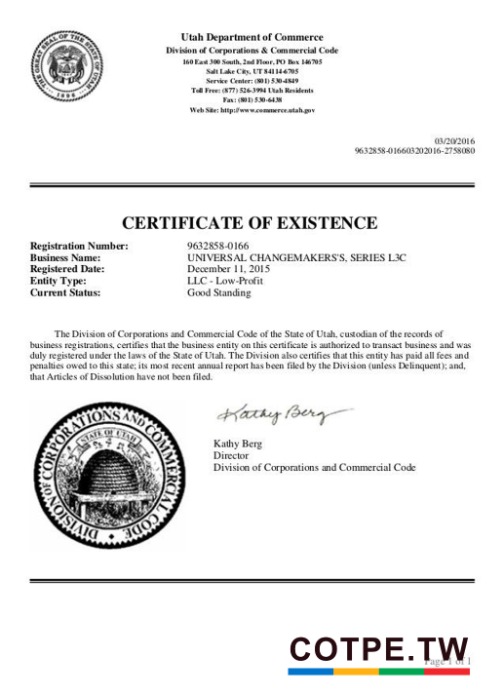 Utah Department of Commerce
Division of Corporations & Commercial Code
160 East 300 South, 2nd Floor, PO Box 146705
Salt Lake City, UT 84114-6705
Service Center: (801) 530-4849
Toll Free: (877) 526-3994 Utah Residents
Fax: (801) 530-6438
Web Site: http://www.commerce.utah.gov
THE GREAT SEAL OF THE STATE OF UTAH
1896
03/20/2016
9632858-016603202016-2758080
CERTIFICATE OF EXISTENCE
Registration Number: 9632858-0166
Business Name: UNIVERSAL CHANGEMAKERS'S, SERIES L3C
Registered Date: December 11, 2015
Entity Type: LLC - Low-Profit
Current Status: Good Standing
The Division of Corporations and Commercial Code of the State of Utah, custodian of the records of
business registrations, certifies that the business entity on this certificate is authorized to transact business and was
duly registered under the laws of the State of Utah. The Division also certifies that this entity has paid all fees and
penalties owed to this state; its most recent annual report has been filed by the Division (unless Delinquent); and,
that Articles of Dissolution have not been filed.
DIVISION OF CORPORATIONS AND COMMERCIAL CODE
STATE OF UTAH
Kathy Berg
Kathy Berg
Director
Division of Corporations and Commercial Code
COTPE.TW
Page 1 of 1